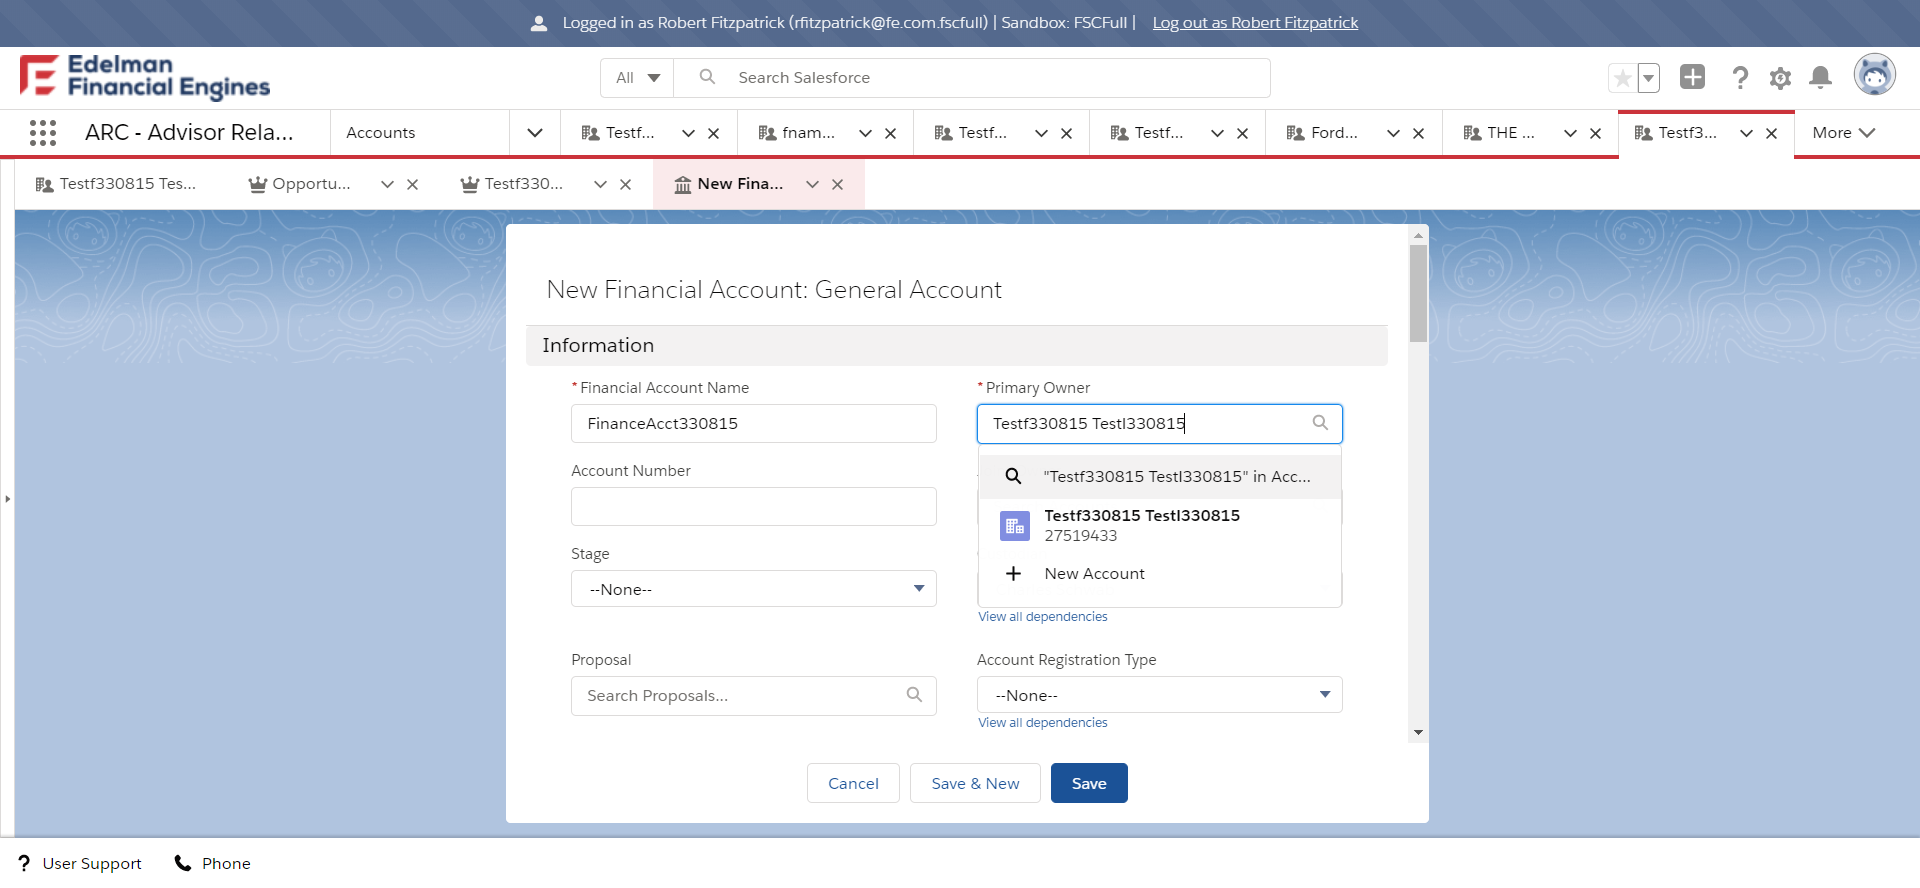 Logged in as Robert Fitzpatrick (rfitzpatrick@fe.com.fscfull) | Sandbox: FSCFull | Log out as Robert Fitzpatrick
Edelman
Financial Engines
All
Search Salesforce
ARC - Advisor Rela...
Accounts
Testf...
fnam...
Testf...
Testf...
Ford...
THE ...
Testf3...
More
Testf330815 Tes...
Opportu...
Testf330...
New Fina...
New Financial Account: General Account
Information
* Financial Account Name
* Primary Owner
FinanceAcct330815
Testf330815 Testl330815
Account Number
"Testf330815 Testl330815" in Acc...
Testf330815 Testl330815
27519433
Stage
--None--
New Account
View all dependencies
Proposal
Account Registration Type
Search Proposals...
--None--
View all dependencies
Cancel
Save & New
Save
User Support
Phone